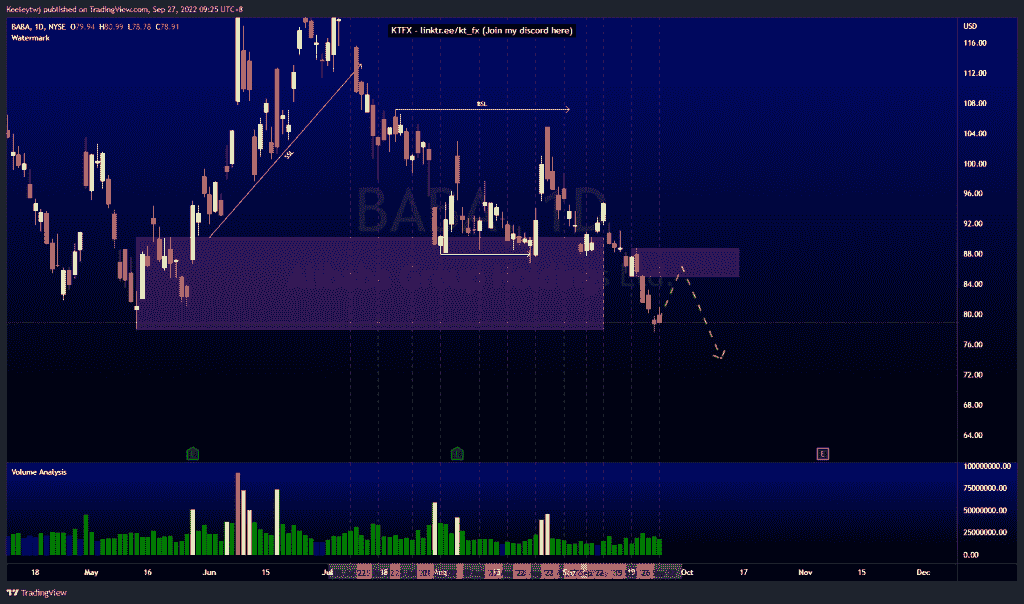 Keeleytwj published on TradingView.com, Sep 27, 2022 09:25 UTC+8
BABA, 1D, NYSE O79.94 H80.99 L78.78 C78.91
Watermark
KTFX - linktr.ee/kt_fx (Join my discord here)
USD
116.00
112.00
108.00
104.00
100.00
96.00
92.00
88.00
84.00
80.00
76.00
72.00
68.00
64.00
BSL
SSL
BABA, 1D
E
Volume Analysis
100000000.00
75000000.00
50000000.00
25000000.00
0.00
18 May 16 Jun 15 Jul 18 Aug Sep 19 Oct 17 Nov 15 Dec
TradingView